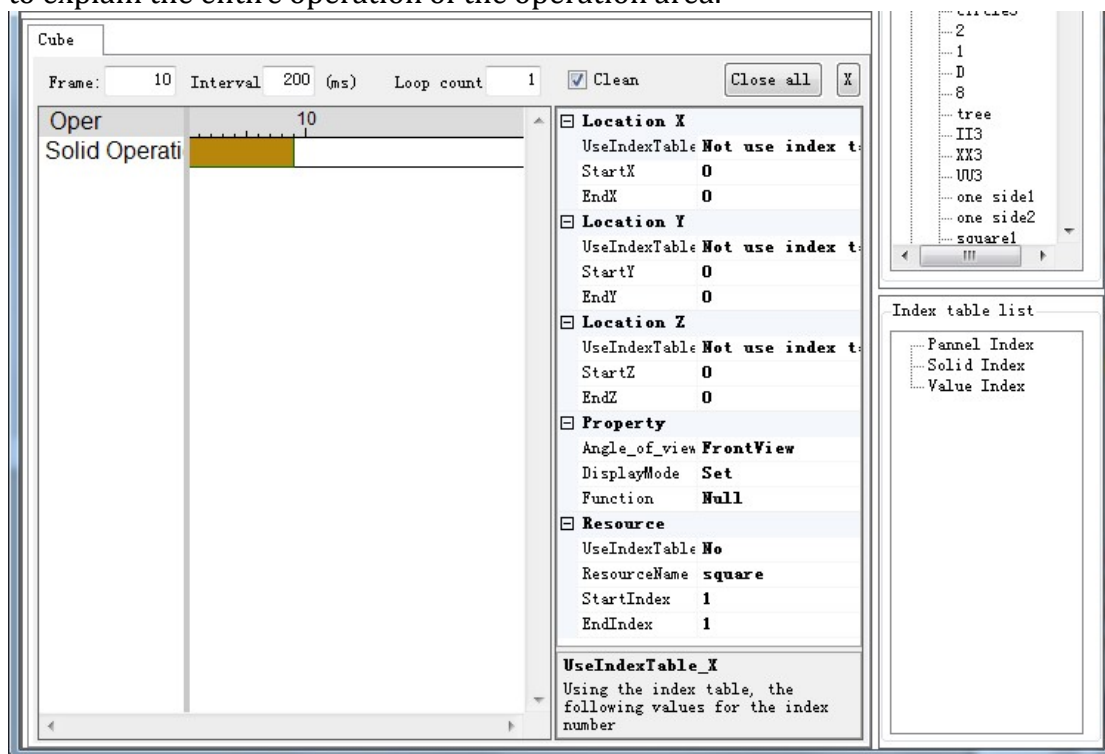 to explain the entire operation of the operation area.
Cube
Frame: 10 Interval 200 (ms) Loop count 1 Clean Close all X
Oper 10
Solid Operati
Location X
UseIndexTable Not use index t
StartX 0
EndX 0
Location Y
UseIndexTable Not use index t
StartY 0
EndY 0
Location Z
UseIndexTable Not use index t
StartZ 0
EndZ 0
Property
Angle_of_view FrontView
DisplayMode Set
Function Null
Resource
UseIndexTable No
ResourceName square
StartIndex 1
EndIndex 1
UseIndexTable_X
Using the index table, the
following values for the index
number
2
1
D
8
tree
II3
XX3
UU3
one side1
one side2
square1
Index table list
Pannel Index
Solid Index
Value Index